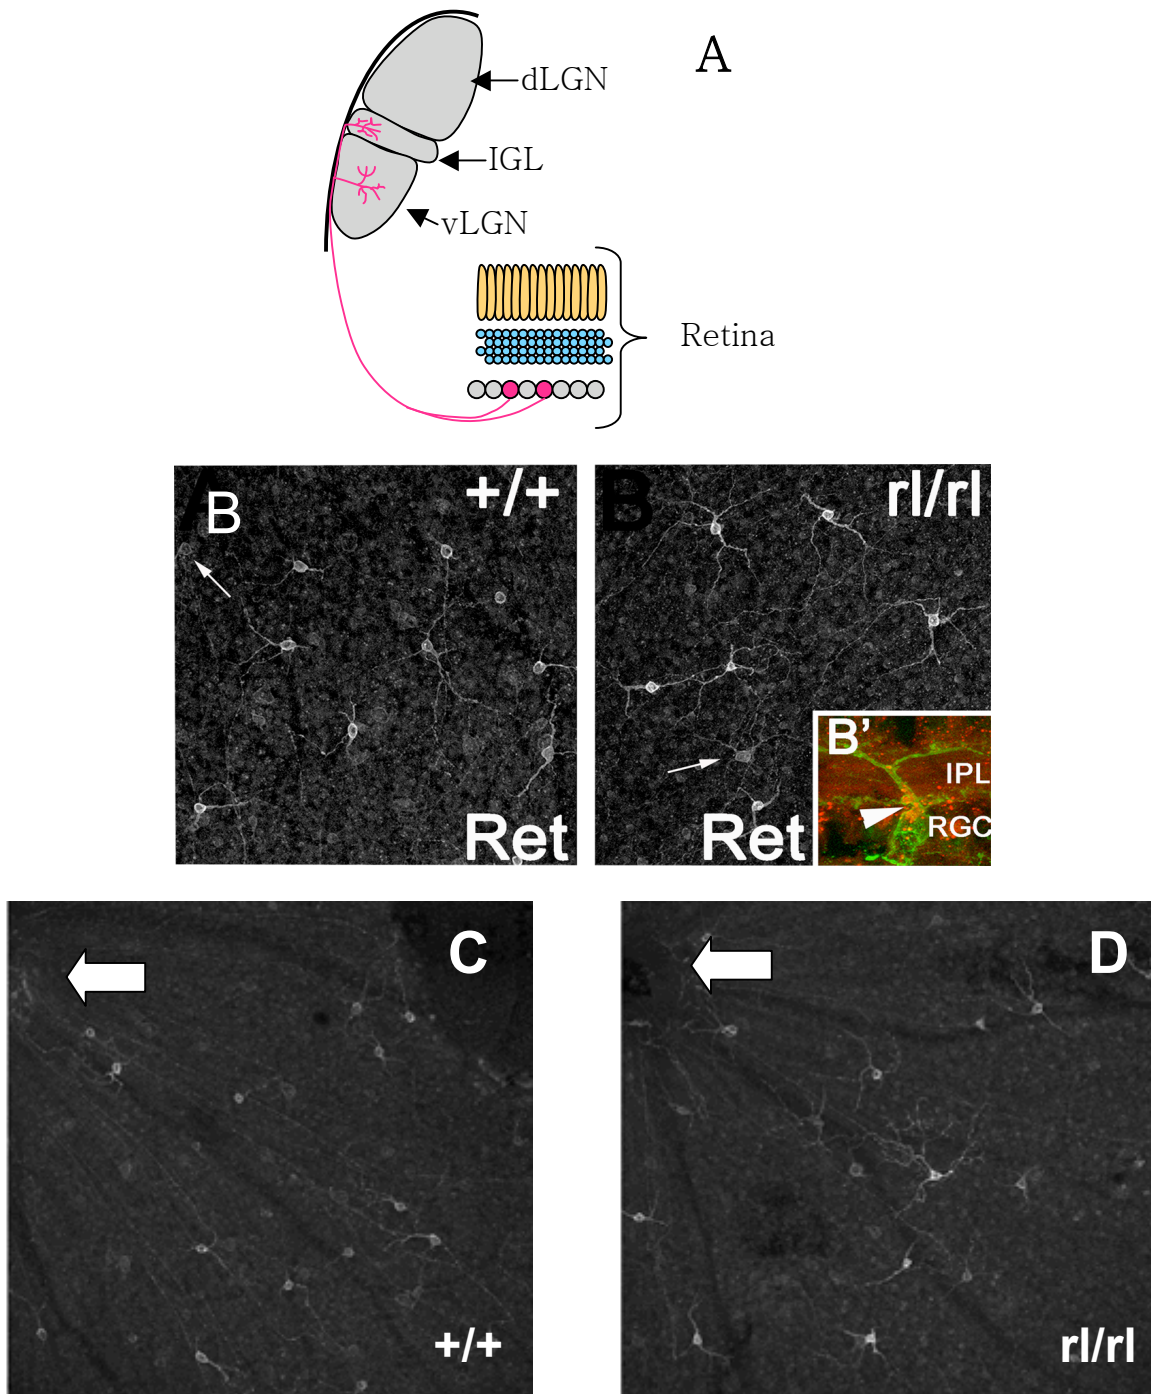 A
dLGN
IGL
vLGN
Retina
A
B
+/+
Ret
B
rl/rl
Ret
B'
IPL
RGC
C
+/+
D
rl/rl